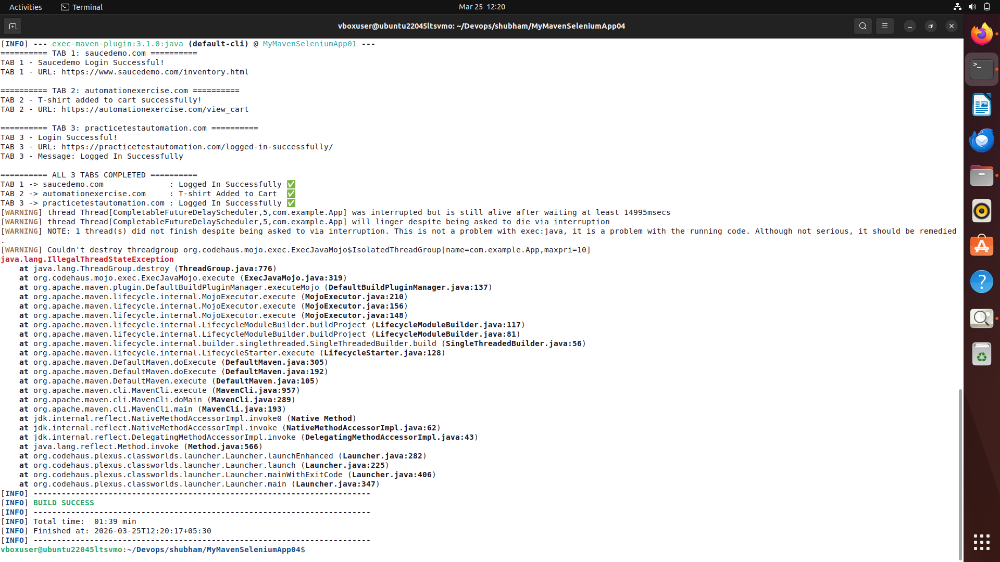 Activities
Terminal
Mar 25 12:20
vboxuser@ubuntu22045ltsvmo: ~/Devops/shubham/MyMavenSeleniumApp04
[INFO] --- exec-maven-plugin:3.1.0:java (default-cli) @ MyMavenSeleniumApp01 ---
========== TAB 1: saucedemo.com ==========
TAB 1 - Saucedemo Login Successful!
TAB 1 - URL: https://www.saucedemo.com/inventory.html

========== TAB 2: automationexercise.com ==========
TAB 2 - T-shirt added to cart successfully!
TAB 2 - URL: https://automationexercise.com/view_cart

========== TAB 3: practicetestautomation.com ==========
TAB 3 - Login Successful!
TAB 3 - URL: https://practicetestautomation.com/logged-in-successfully/
TAB 3 - Message: Logged In Successfully

========== ALL 3 TABS COMPLETED ==========
TAB 1 -> saucedemo.com              : Logged In Successfully ✅
TAB 2 -> automationexercise.com     : T-shirt Added to Cart  ✅
TAB 3 -> practicetestautomation.com : Logged In Successfully ✅
[WARNING] thread Thread[CompletableFutureDelayScheduler,5,com.example.App] was interrupted but is still alive after waiting at least 14995msecs
[WARNING] thread Thread[CompletableFutureDelayScheduler,5,com.example.App] will linger despite being asked to die via interruption
[WARNING] NOTE: 1 thread(s) did not finish despite being asked to via interruption. This is not a problem with exec:java, it is a problem with the running code. Although not serious, it should be remedied
.
[WARNING] Couldn't destroy threadgroup org.codehaus.mojo.exec.ExecJavaMojo$IsolatedThreadGroup[name=com.example.App,maxpri=10]
java.lang.IllegalThreadStateException
    at java.lang.ThreadGroup.destroy (ThreadGroup.java:776)
    at org.codehaus.mojo.exec.ExecJavaMojo.execute (ExecJavaMojo.java:319)
    at org.apache.maven.plugin.DefaultBuildPluginManager.executeMojo (DefaultBuildPluginManager.java:137)
    at org.apache.maven.lifecycle.internal.MojoExecutor.execute (MojoExecutor.java:210)
    at org.apache.maven.lifecycle.internal.MojoExecutor.execute (MojoExecutor.java:156)
    at org.apache.maven.lifecycle.internal.MojoExecutor.execute (MojoExecutor.java:148)
    at org.apache.maven.lifecycle.internal.LifecycleModuleBuilder.buildProject (LifecycleModuleBuilder.java:117)
    at org.apache.maven.lifecycle.internal.LifecycleModuleBuilder.buildProject (LifecycleModuleBuilder.java:81)
    at org.apache.maven.lifecycle.internal.builder.singlethreaded.SingleThreadedBuilder.build (SingleThreadedBuilder.java:56)
    at org.apache.maven.lifecycle.internal.LifecycleStarter.execute (LifecycleStarter.java:128)
    at org.apache.maven.DefaultMaven.doExecute (DefaultMaven.java:305)
    at org.apache.maven.DefaultMaven.doExecute (DefaultMaven.java:192)
    at org.apache.maven.DefaultMaven.execute (DefaultMaven.java:105)
    at org.apache.maven.cli.MavenCli.execute (MavenCli.java:957)
    at org.apache.maven.cli.MavenCli.doMain (MavenCli.java:289)
    at org.apache.maven.cli.MavenCli.main (MavenCli.java:193)
    at jdk.internal.reflect.NativeMethodAccessorImpl.invoke0 (Native Method)
    at jdk.internal.reflect.NativeMethodAccessorImpl.invoke (NativeMethodAccessorImpl.java:62)
    at jdk.internal.reflect.DelegatingMethodAccessorImpl.invoke (DelegatingMethodAccessorImpl.java:43)
    at java.lang.reflect.Method.invoke (Method.java:566)
    at org.codehaus.plexus.classworlds.launcher.Launcher.launchEnhanced (Launcher.java:282)
    at org.codehaus.plexus.classworlds.launcher.Launcher.launch (Launcher.java:225)
    at org.codehaus.plexus.classworlds.launcher.Launcher.mainWithExitCode (Launcher.java:406)
    at org.codehaus.plexus.classworlds.launcher.Launcher.main (Launcher.java:347)
[INFO] ------------------------------------------------------------------------
[INFO] BUILD SUCCESS
[INFO] ------------------------------------------------------------------------
[INFO] Total time:  01:39 min
[INFO] Finished at: 2026-03-25T12:20:17+05:30
[INFO] ------------------------------------------------------------------------
vboxuser@ubuntu22045ltsvmo:~/Devops/shubham/MyMavenSeleniumApp04$